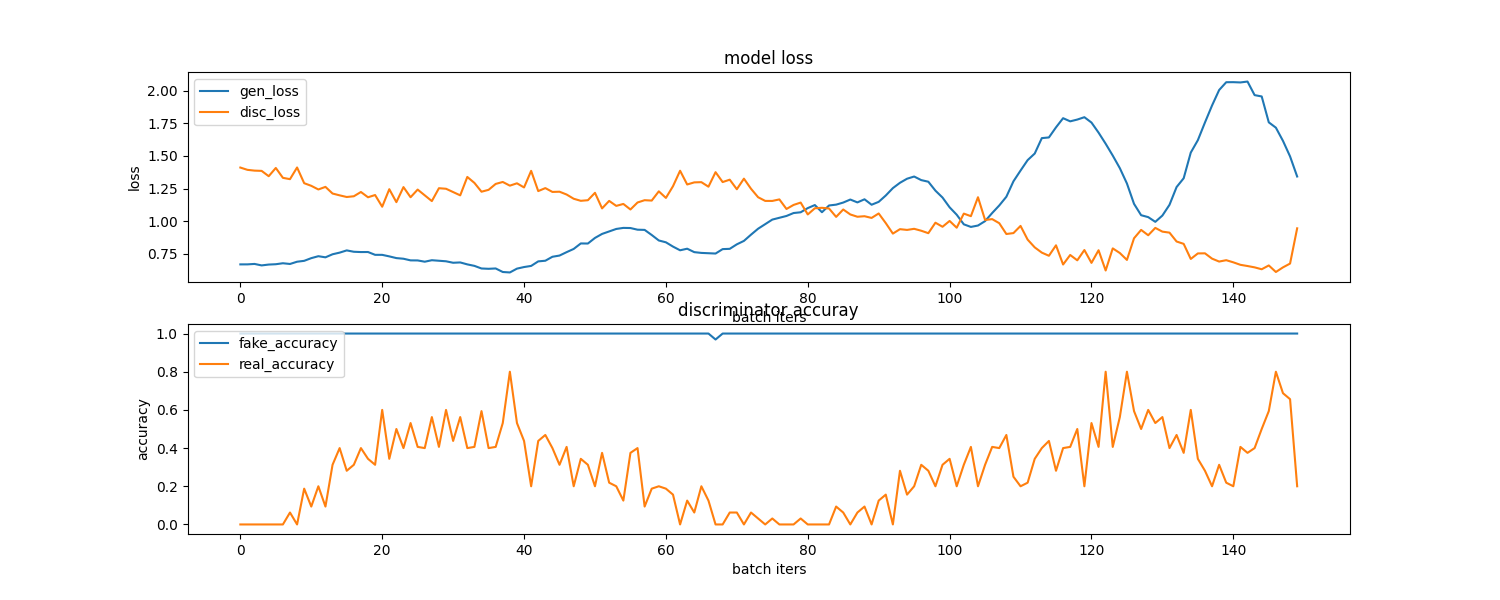 model loss
gen_loss
disc_loss
loss
2.00
1.75
1.50
1.25
1.00
0.75
0 20 40 60 80 100 120 140
batch iters
discriminator accuray
fake_accuracy
real_accuracy
accuracy
1.0
0.8
0.6
0.4
0.2
0.0
0 20 40 60 80 100 120 140
batch iters